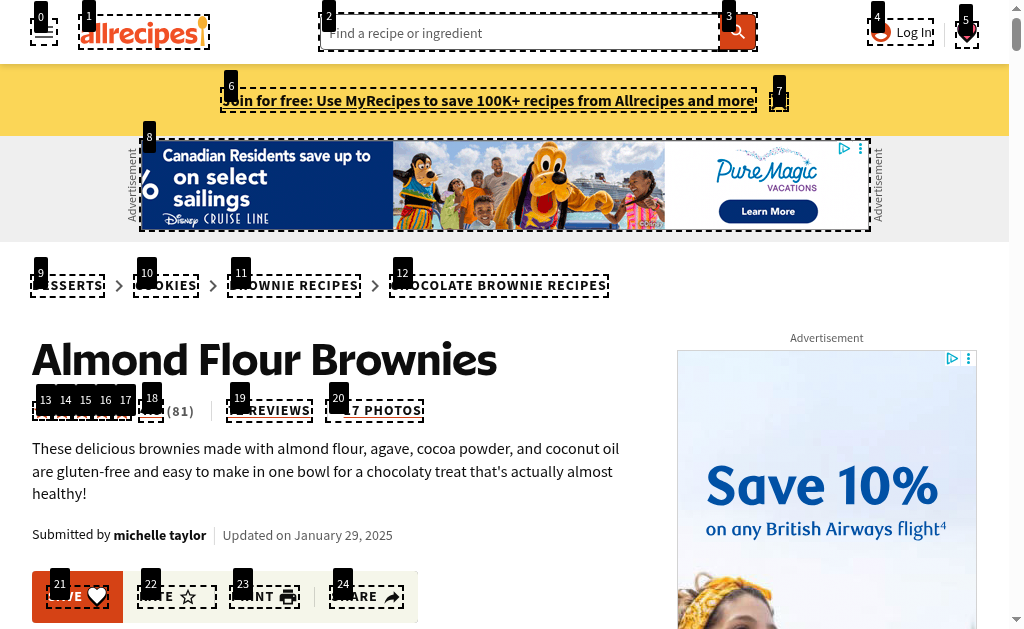 0
1
2
3
4
5
allrecipes
Find a recipe or ingredient
Log In
6
7
Join for free: Use MyRecipes to save 100K+ recipes from Allrecipes and more
8
Advertisement
%
Canadian Residents save up to
on select
sailings
Disney CRUISE LINE
PURE MAGIC
VACATIONS
Learn More
Advertisement
9
10
11
12
DESSERTS
COOKIES
BROWNIE RECIPES
CHOCOLATE BROWNIE RECIPES
Almond Flour Brownies
13
14
15
16
17
18
19
20
(81)
REVIEWS
17 PHOTOS
These delicious brownies made with almond flour, agave, cocoa powder, and coconut oil
are gluten-free and easy to make in one bowl for a chocolaty treat that's actually almost
healthy!
Submitted by michelle taylor
Updated on January 29, 2025
21
22
23
24
SAVE
RATE
PRINT
SHARE
Advertisement
Save 10%
on any British Airways flight4